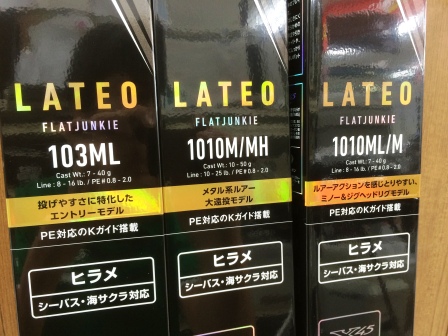 LATEO
FLATJUNKIE
103ML
Cast Wt.: 7 - 40 g
Line : 8 - 16 lb. / PE # 0.8 - 2.0
投げやすさに特化した
エントリーモデル
PE対応のKガイド搭載
ヒラメ
シーバス・海サクラ対応
LATEO
FLATJUNKIE
1010M/MH
Cast Wt. : 10 - 50 g
Line : 10 - 25 lb. / PE # 0.8 - 2.0
メタル系ルアー
大遠投モデル
PE対応のKガイド搭載
ヒラメ
シーバス・海サクラ対応
LATEO
FLATJUNKIE
1010ML/M
Cast Wt.: 7 - 40 g
Line : 8 - 16 lb. / PE # 0.8 - 2.0
ルアーアクションを感じとりやすい、
ミノー&ジグヘッドリグモデル
PE対応のKガイド搭載
ヒラメ
シーバス・海サクラ対応